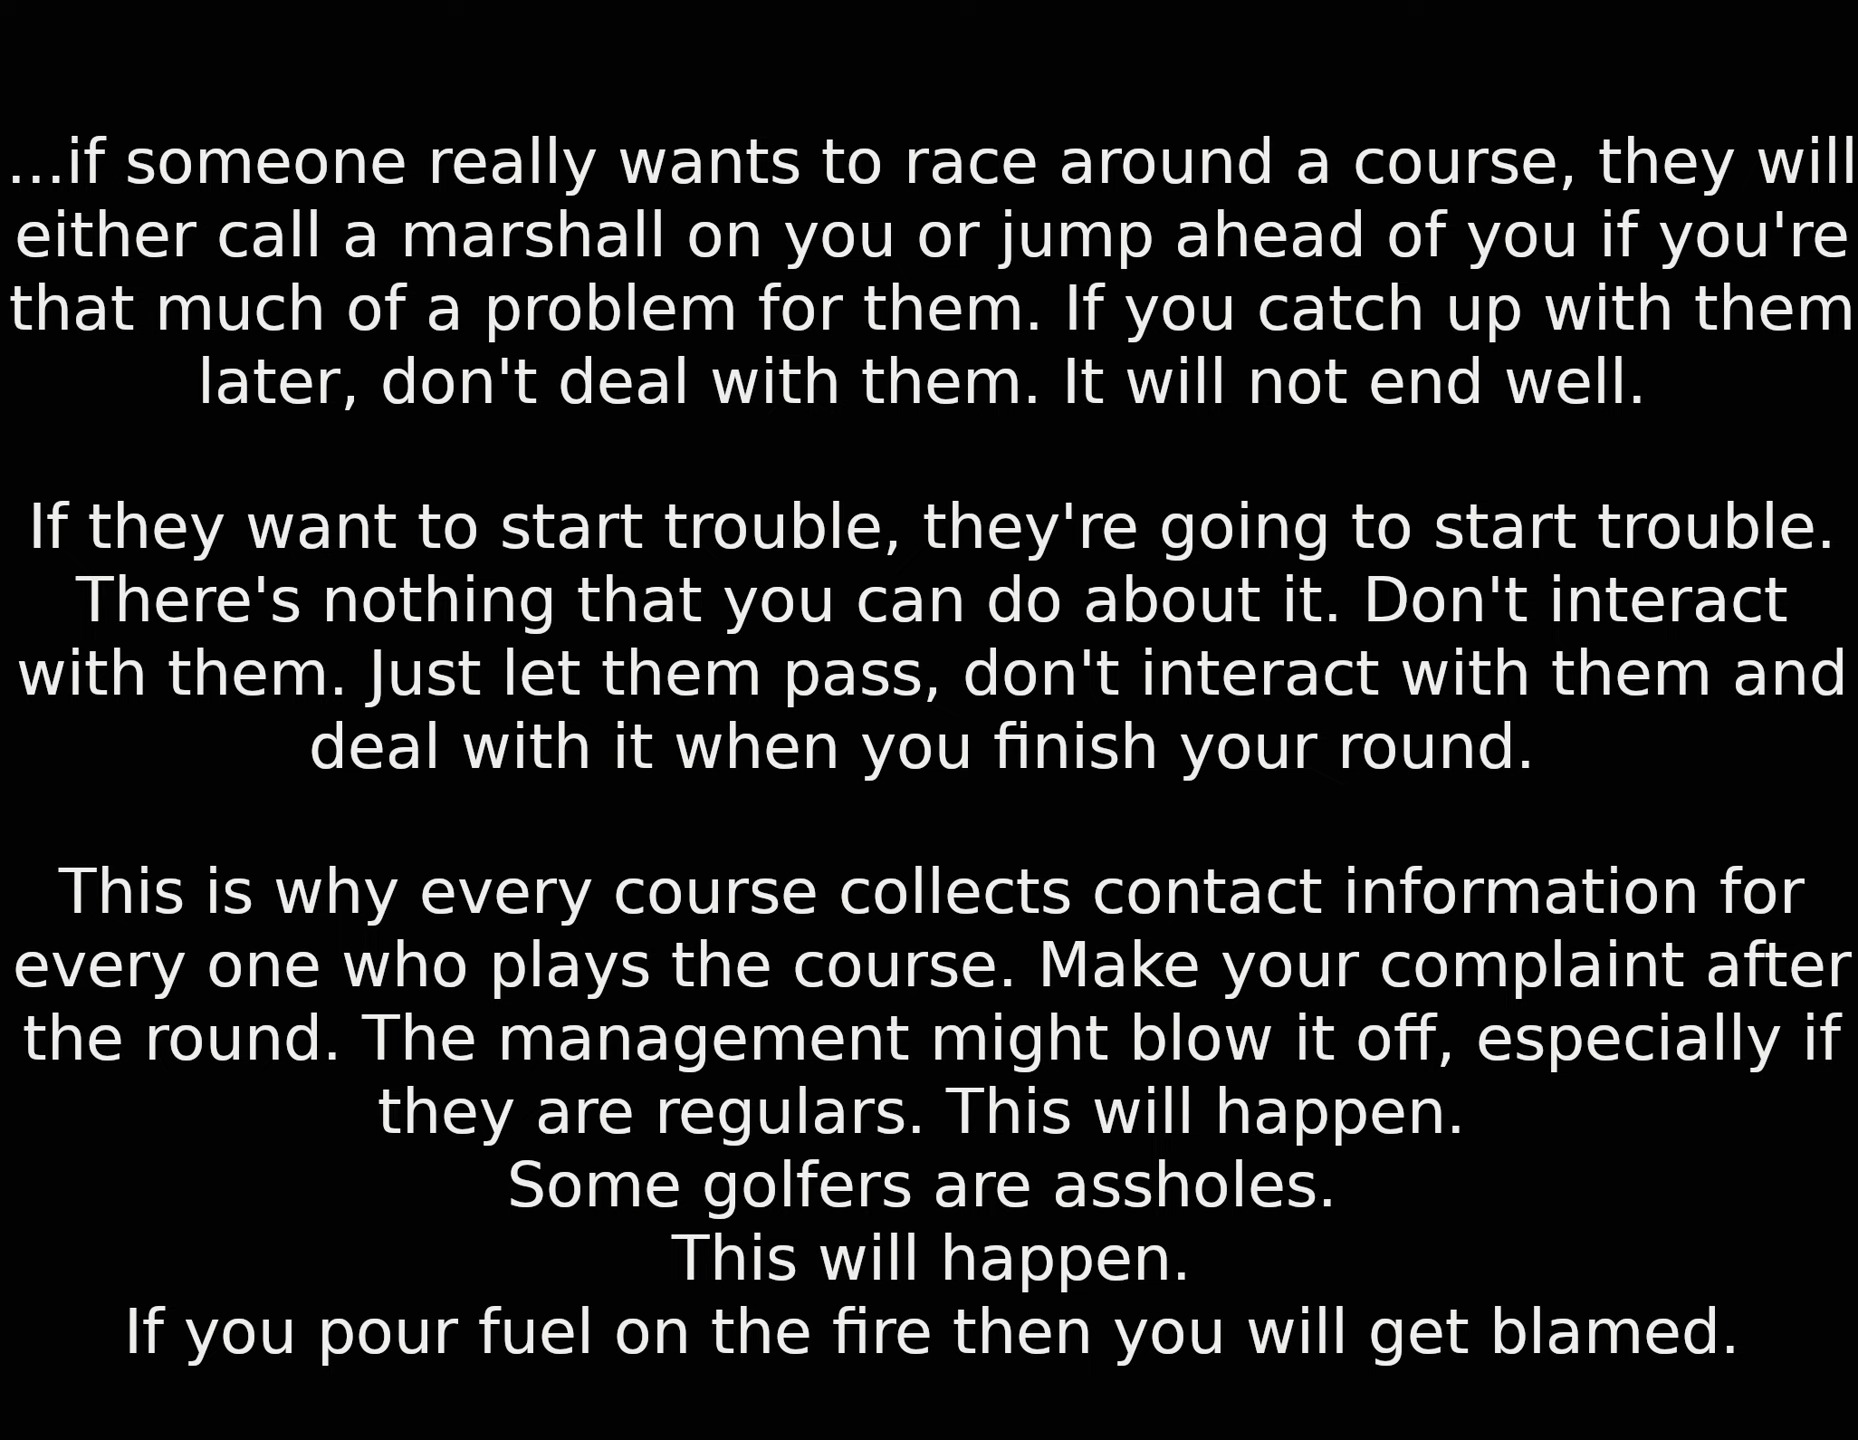 ...if someone really wants to race around a course, they will
either call a marshall on you or jump ahead of you if you're
that much of a problem for them. If you catch up with them
later, don't deal with them. It will not end well.
If they want to start trouble, they're going to start trouble.
There's nothing that you can do about it. Don't interact
with them. Just let them pass, don't interact with them and
deal with it when you finish your round.
This is why every course collects contact information for
every one who plays the course. Make your complaint after
the round. The management might blow it off, especially if
they are regulars. This will happen.
Some golfers are assholes.
This will happen.
If you pour fuel on the fire then you will get blamed.